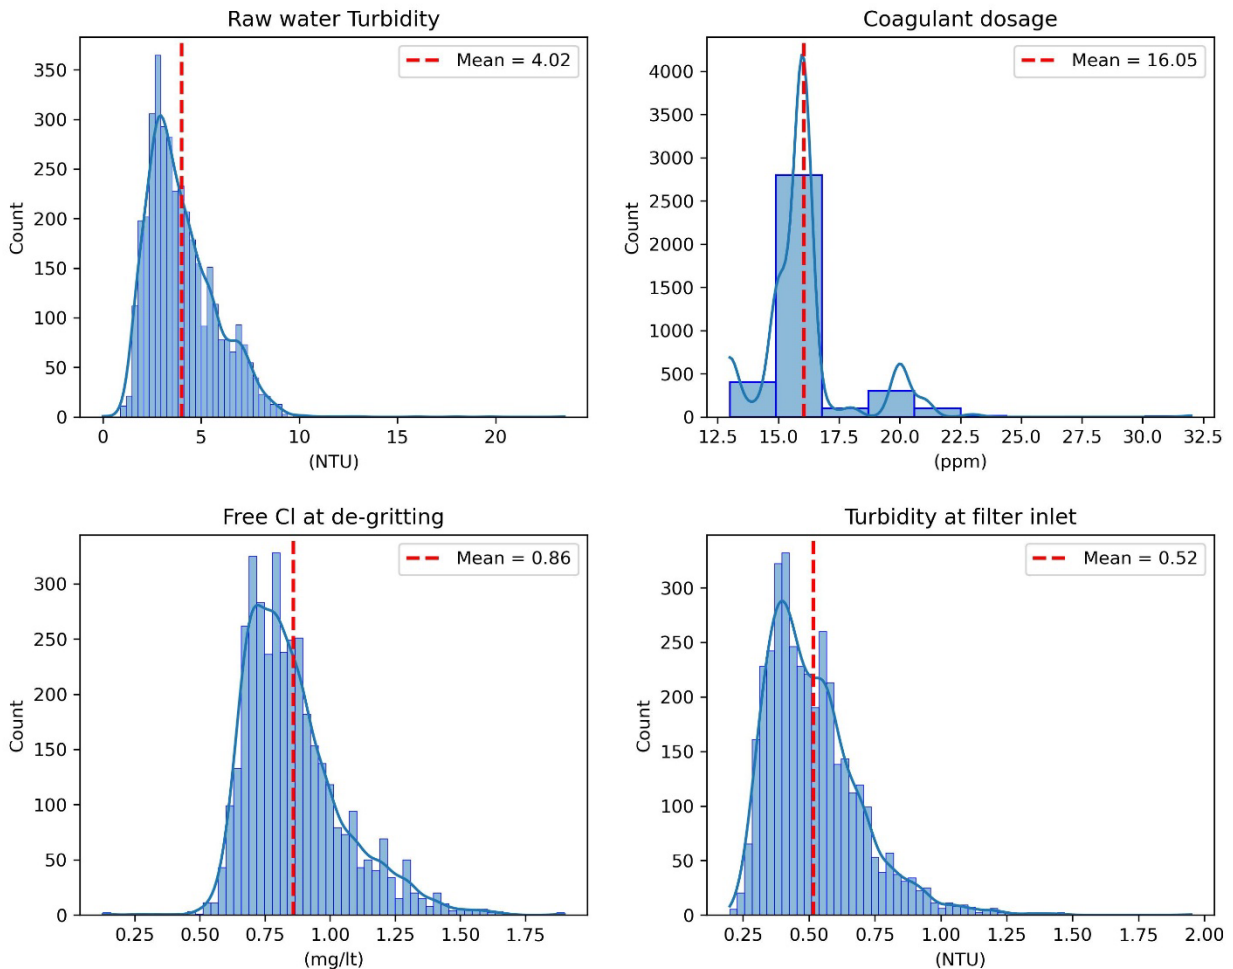 Raw water Turbidity
Mean = 4.02
Count
350
300
250
200
150
100
50
0
0 5 10 15 20
(NTU)
Coagulant dosage
Mean = 16.05
Count
4000
3500
3000
2500
2000
1500
1000
500
0
12.5 15.0 17.5 20.0 22.5 25.0 27.5 30.0 32.5
(ppm)
Free Cl at de-gritting
Mean = 0.86
Count
300
250
200
150
100
50
0
0.25 0.50 0.75 1.00 1.25 1.50 1.75
(mg/lt)
Turbidity at filter inlet
Mean = 0.52
Count
300
250
200
150
100
50
0
0.25 0.50 0.75 1.00 1.25 1.50 1.75 2.00
(NTU)